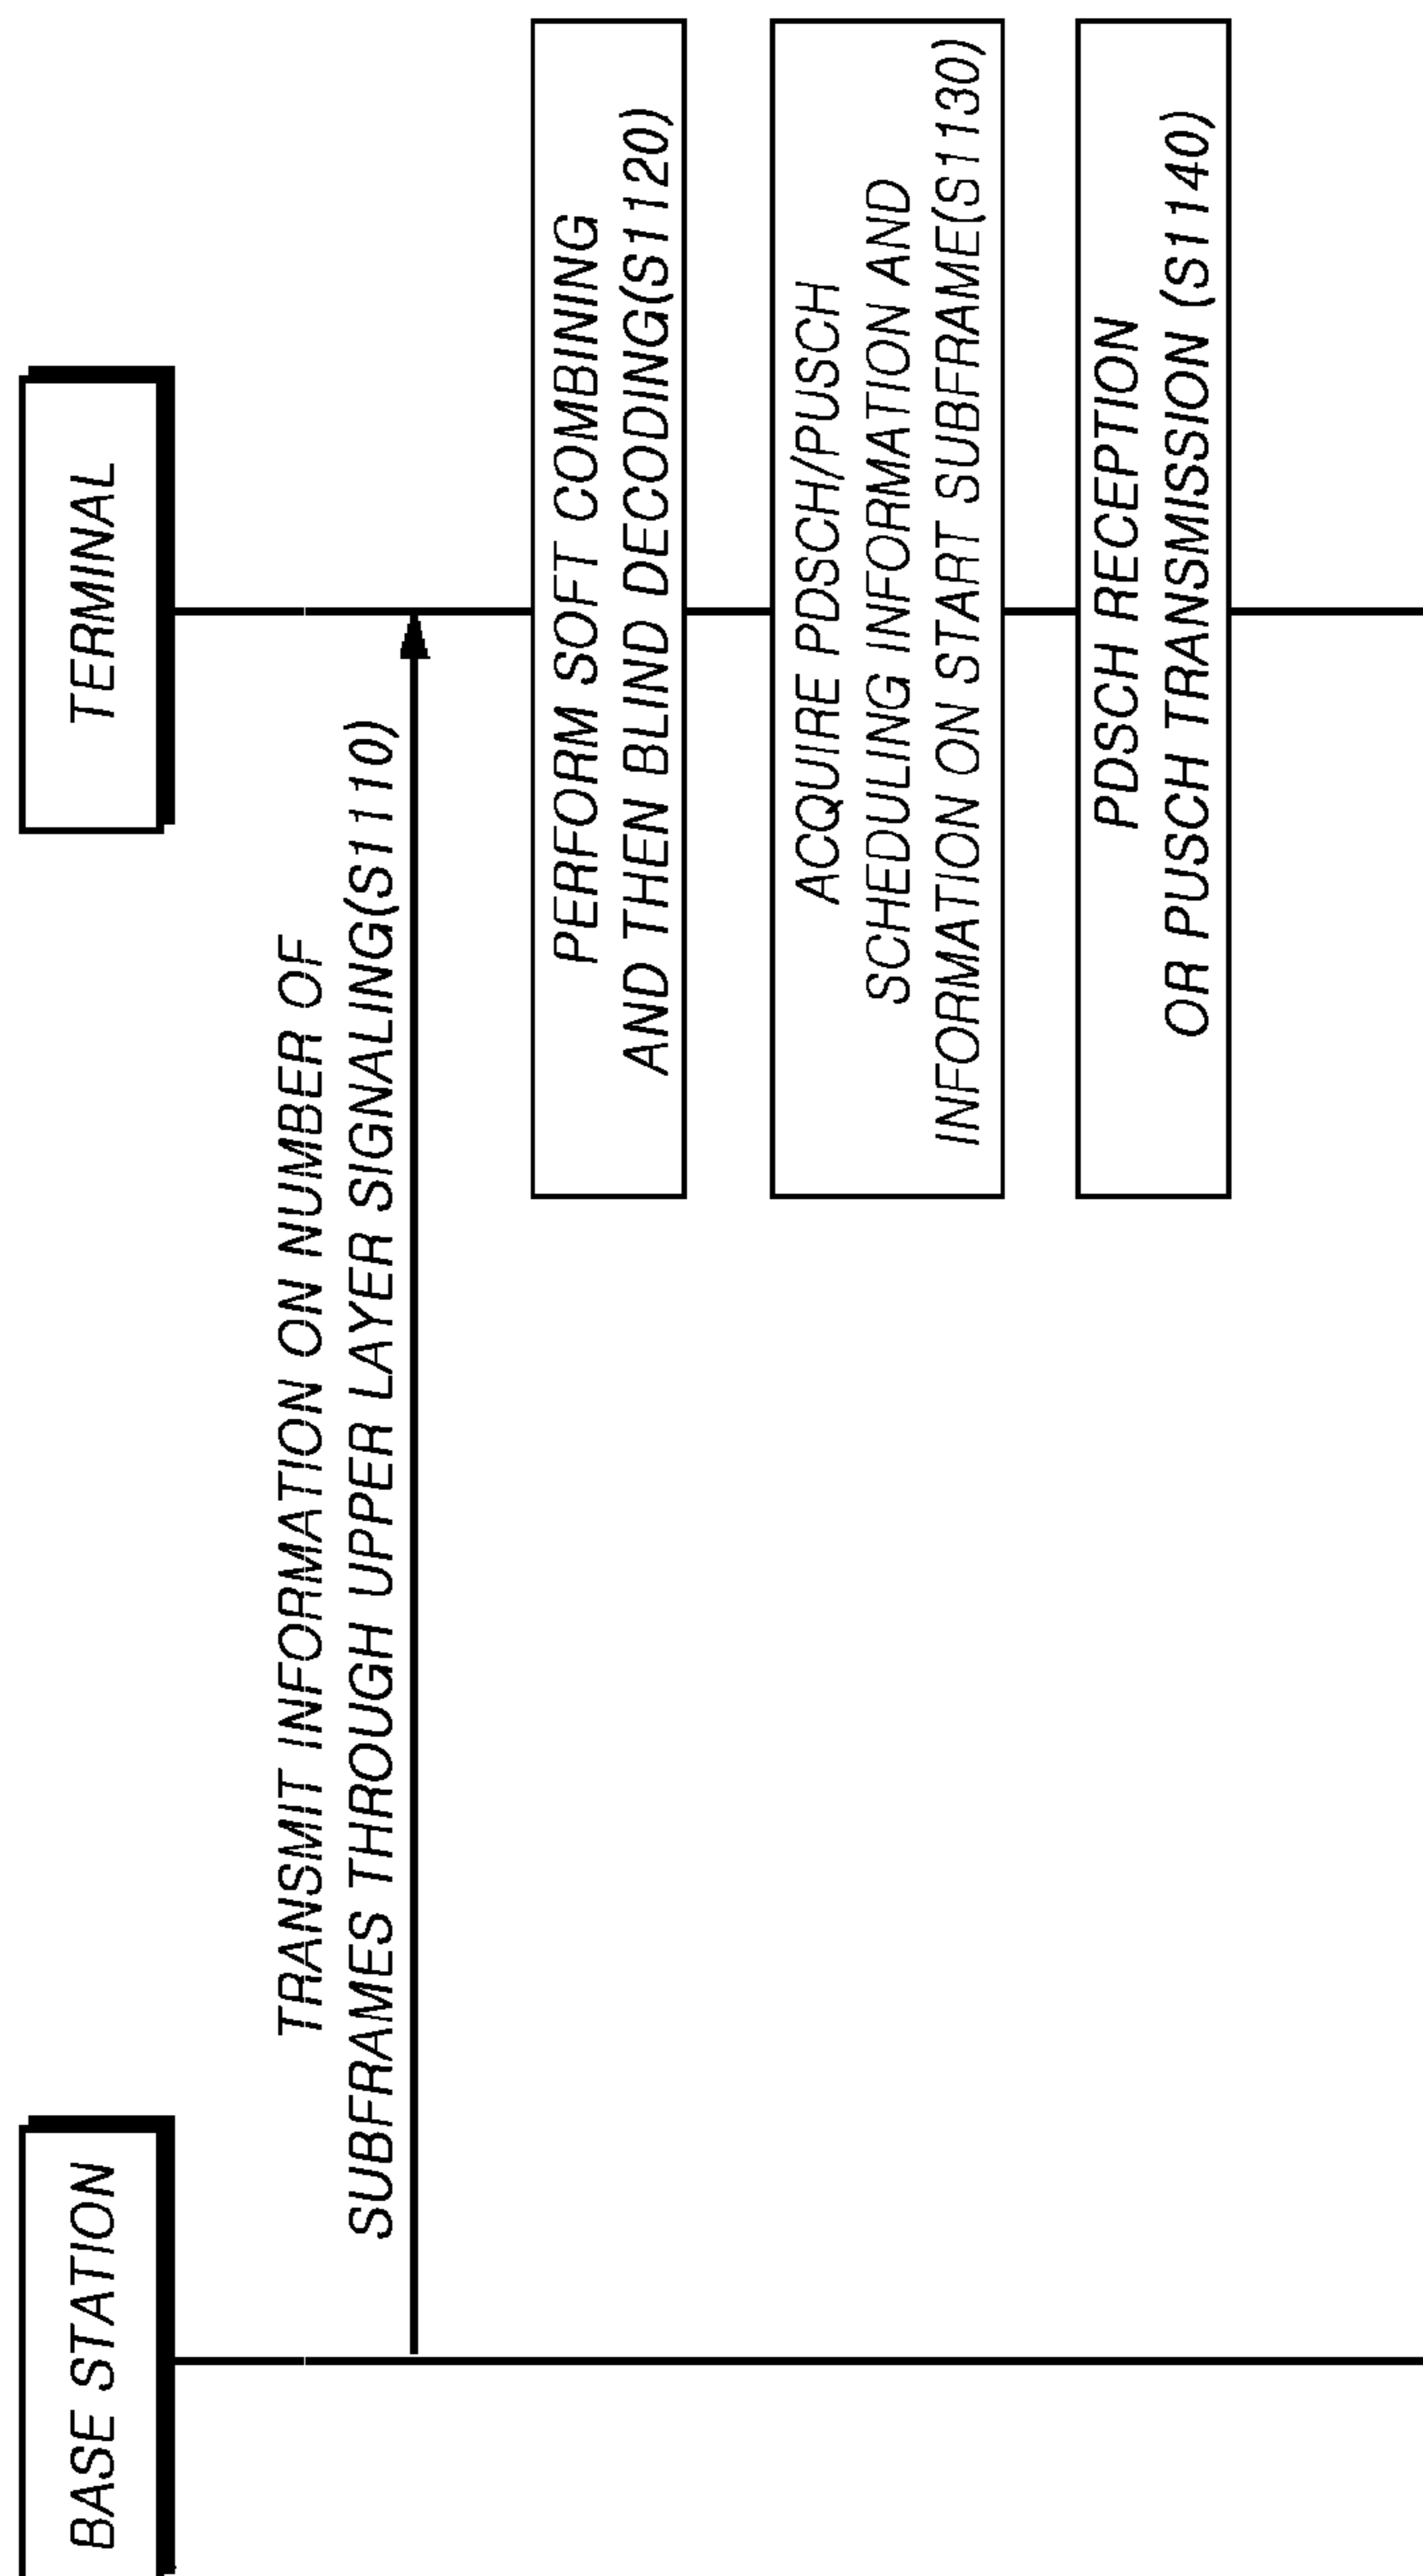 BASE STATION
TERMINAL
TRANSMIT INFORMATION ON NUMBER OF
SUBFRAMES THROUGH UPPER LAYER SIGNALING(S1110)
PERFORM SOFT COMBINING
AND THEN BLIND DECODING(S1120)
ACQUIRE PDSCH/PUSCH
SCHEDULING INFORMATION AND
INFORMATION ON START SUBFRAME(S1130)
PDSCH RECEPTION
OR PUSCH TRANSMISSION (S1140)